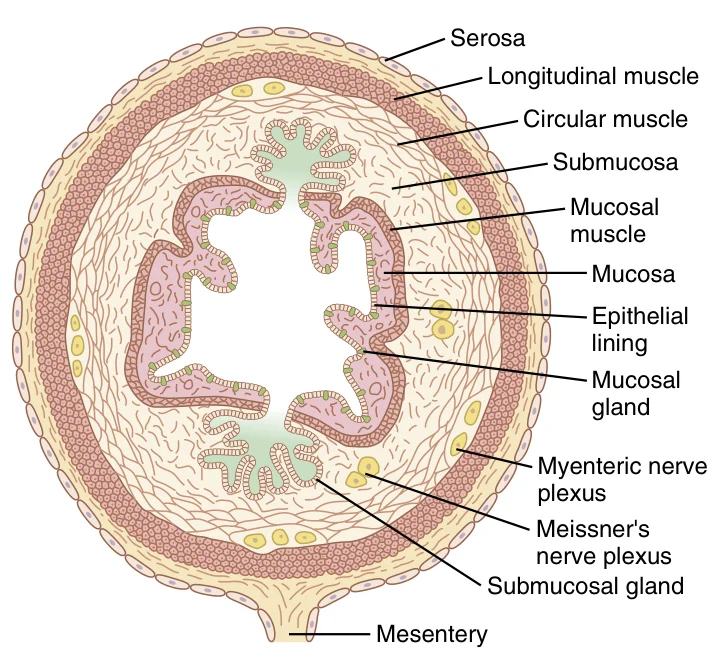 Serosa
Longitudinal muscle
Circular muscle
Submucosa
Mucosal
muscle
Mucosa
Epithelial
lining
Mucosal
gland
Myenteric nerve
plexus
Meissner's
nerve plexus
Submucosal gland
Mesentery